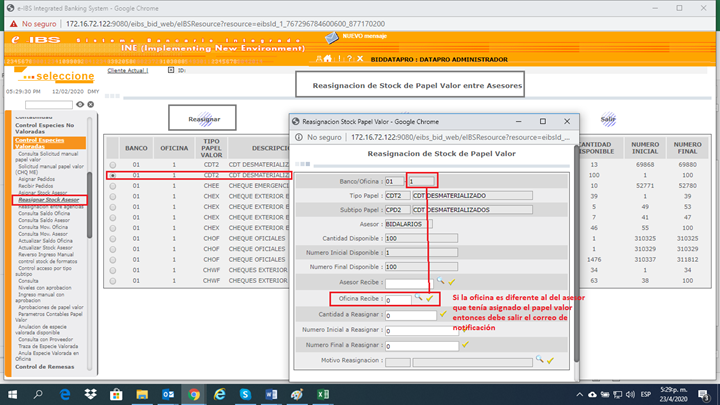 e-IBS Integrated Banking System - Google Chrome
No seguro | 172.16.72.122:9080/eibs_bid_web/eIBSResource?resource=eibsId_1_767296784600600_877170200
e IBS Sistema Bancario Integrado
INE (Implementing New Environment)
NUEVO mensaje
BIDDATAPRO : DATAPRO ADMINISTRADOR
...seleccione
05:29:30 PM 12/02/2020 DMY
Cliente Actual | ID:
Reasignacion de Stock de Papel Valor entre Asesores
Reasignar
Salir
Contabilidad
Control Especies No Valoradas
Control Especies Valoradas
Consulta Solicitud manual papel valor
Solicitud manual papel valor (CHQ ME)
Asignar Pedidos
Recibir Pedidos
Asignar Stock Asesor
Reasignar Stock Asesor
Reasignacion entre agencias
Consulta Saldo Oficina
Consulta Saldo Asesor
Consulta Mov. Oficina
Consulta Mov. Asesor
Actualizar Saldo Oficina
Actualizar Stock Asesor
Reverso Ingreso Manual
control stock de formatos
Control acceso por tipo subtipo
Consulta
Niveles con aprobacion
Ingreso manual con aprobacion
Aprobaciones de papel valor
Parametros Contables Papel Valor
Anulacion de especie valorada disponible
Consulta con Proveedor
Traza de Especie Valorada
Anula Especie Valorada en Oficina
Control de Remesas
BANCO OFICINA TIPO PAPEL VALOR DESCRIPC
01 1 CDT2 CDT DESMATERIALIZ
01 1 CDT2 CDT DESMATERIALIZ
01 1 CHEE CHEQUE EMERGENCI
01 1 CHEX CHEQUE EXTERIOR E
01 1 CHEX CHEQUE EXTERIOR E
01 1 CHEX CHEQUE EXTERIOR E
01 1 CHEX CHEQUE EXTERIOR E
01 1 CHOF CHEQUE OFICIALES
01 1 CHOF CHEQUE OFICIALES
01 1 CHOF CHEQUE OFICIALES
01 1 CHWF CHEQUES EXTERIOR
01 1 CHWF CHEQUES EXTERIOR
CANTIDAD DISPONIBLE NUMERO INICIAL NUMERO FINAL
13 69868 69880
100 1 100
10 52771 52780
39 1 39
5 49 53
7 41 47
46 55 100
1 310325 310325
1 310329 310329
1476 310337 311812
34 1 34
63 38 100
Reasignacion Stock Papel Valor - Google Chrome
No seguro | 172.16.72.122:9080/eibs_bid_web/eIBSResource?resource=eibsId_...
Reasignacion de Stock de Papel Valor
Banco/Oficina : 01 - 1
Tipo Papel : CDT2 CDT DESMATERIALIZADO
Subtipo Papel : CPD2 CDT DESMATERIALIZADOS
Asesor : BIDALARIOS
Cantidad Disponible : 100
Numero Inicial Disponible : 1
Numero Final Disponible : 100
Asesor Recibe :
Oficina Recibe : 0
Cantidad a Reasignar : 0
Numero Inicial a Reasignar : 0
Numero Final a Reasignar : 0
Motivo Reasignacion :
Si la oficina es diferente al del asesor
que tenía asignado el papel valor
entonces debe salir el correo de
notificación
ESP
5:29p. m.
23/4/2020